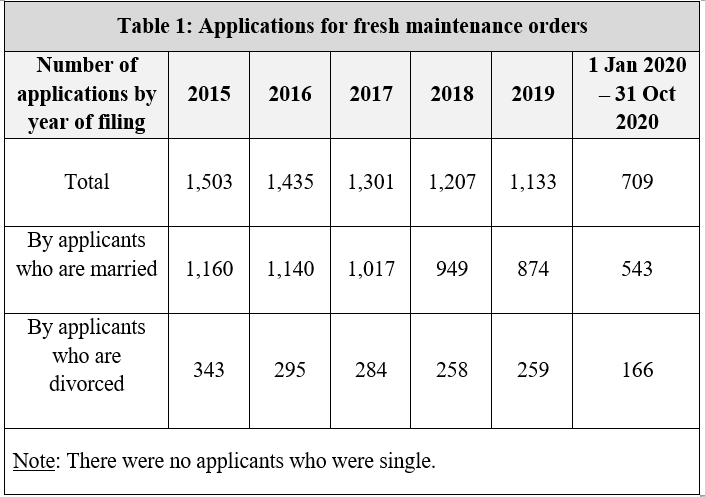 Table 1: Applications for fresh maintenance orders
Number of
applications by
year of filing
2015
2016
2017
2018
2019
1 Jan 2020
– 31 Oct
2020
Total
1,503
1,435
1,301
1,207
1,133
709
By applicants
who are married
1,160
1,140
1,017
949
874
543
By applicants
who are
divorced
343
295
284
258
259
166
Note: There were no applicants who were single.